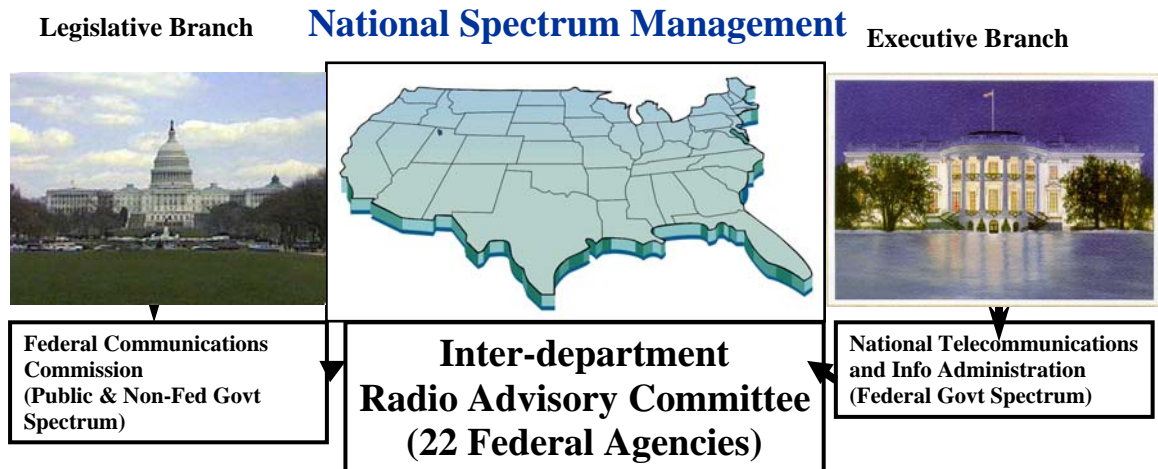 National Spectrum Management
Legislative Branch
Executive Branch
Federal Communications
Commission
(Public & Non-Fed Govt
Spectrum)
Inter-department
Radio Advisory Committee
(22 Federal Agencies)
National Telecommunications
and Info Administration
(Federal Govt Spectrum)